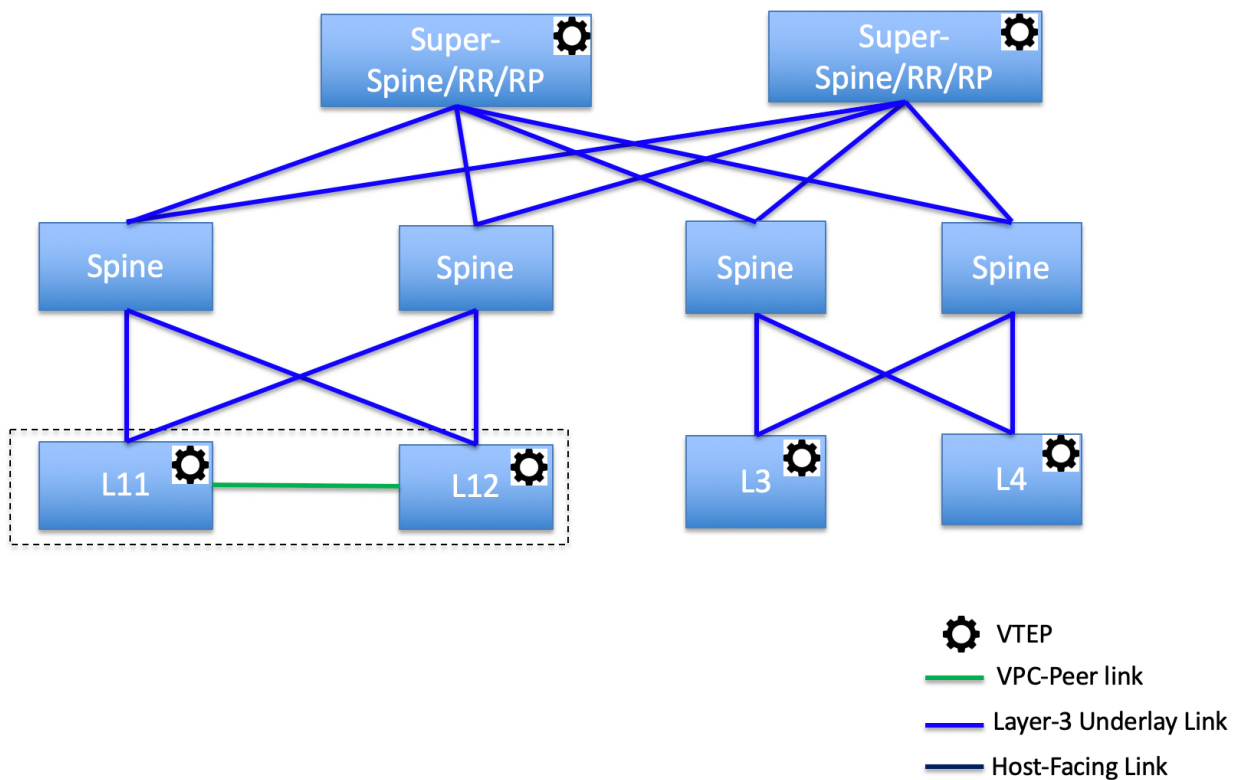 Super-
Spine/RR/RP
Super-
Spine/RR/RP
Spine
Spine
Spine
Spine
L11
L12
L3
L4
VTEP
VPC-Peer link
Layer-3 Underlay Link
Host-Facing Link